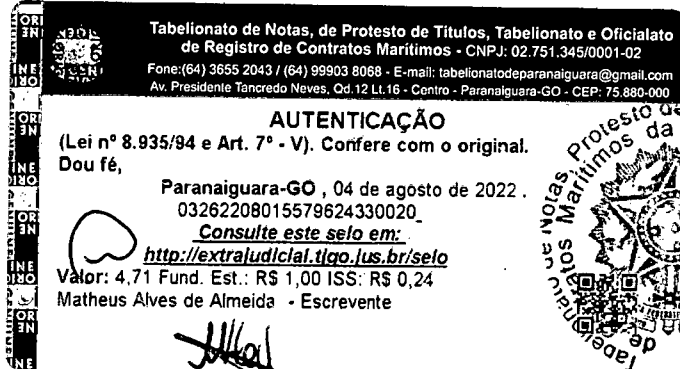 Tabelionato de Notas, de Protesto de Titulos, Tabelionato e Oficialato
de Registro de Contratos Marítimos - CNPJ: 02.751.345/0001-02
Fone:(64) 3655 2043 / (64) 99903 8068 - E-mail: tabelionatodeparanaiguara@gmail.com
Av. Presidente Tancredo Neves, Qd.12 Lt.16 - Centro - Paranaiguara-GO - CEP: 75.880-000
AUTENTICAÇÃO
(Lei nº 8.935/94 e Art. 7º - V). Confere com o original.
Dou fé,
Paranaiguara-GO , 04 de agosto de 2022 .
03262208015579624330020_
Consulte este selo em:
http://extrajudicial.tjgo.jus.br/selo
Valor: 4,71 Fund. Est.: R$ 1,00 ISS: R$ 0,24
Matheus Alves de Almeida - Escrevente
Protesto de
Marítimos da